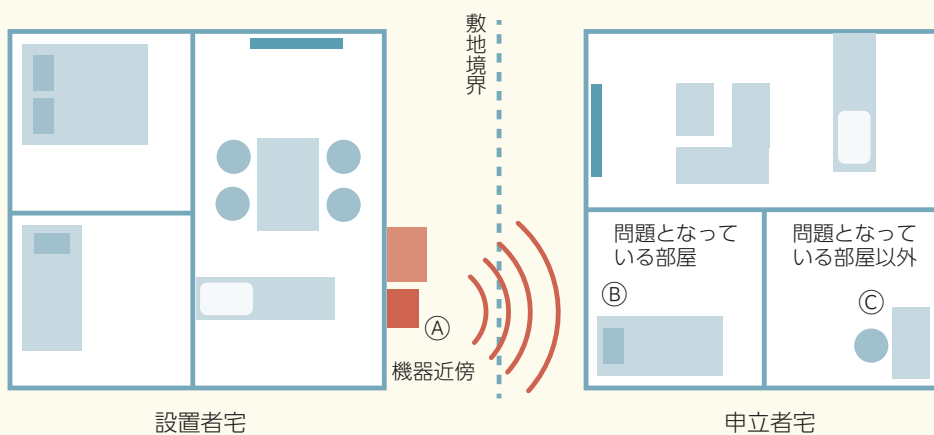 敷地境界
問題となって
いる部屋
Ⓑ
問題となって
いる部屋以外
Ⓒ
Ⓐ
機器近傍
設置者宅
申立者宅